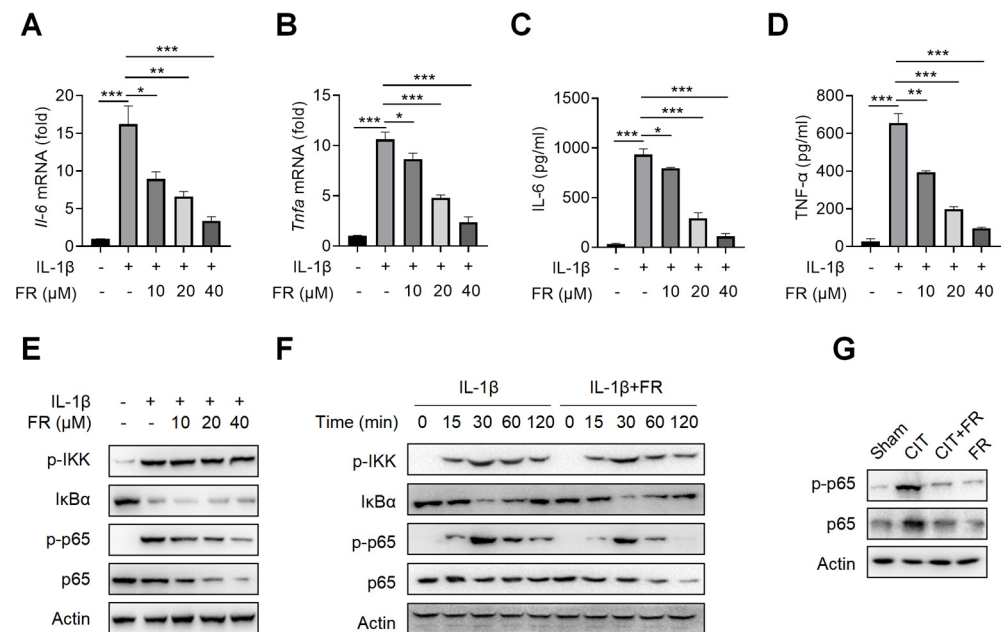 A
***
**
***
*
20
15
10
5
0
Il-6 mRNA (fold)
IL-1β - + + + +
FR (µM) - - 10 20 40
B
***
***
***
*
15
10
5
0
Tnfa mRNA (fold)
IL-1β - + + + +
FR (µM) - - 10 20 40
C
***
***
***
*
1500
1000
500
0
IL-6 (pg/ml)
IL-1β - + + + +
FR (µM) - - 10 20 40
D
***
***
***
**
800
600
400
200
0
TNF-α (pg/ml)
IL-1β - + + + +
FR (µM) - - 10 20 40
E
IL-1β - + + + +
FR (µM) - - 10 20 40
p-IKK
IκBα
p-p65
p65
Actin
F
IL-1β IL-1β+FR
Time (min) 0 15 30 60 120 0 15 30 60 120
p-IKK
IκBα
p-p65
p65
Actin
G
Sham CIT CIT+FR FR
p-p65
p65
Actin